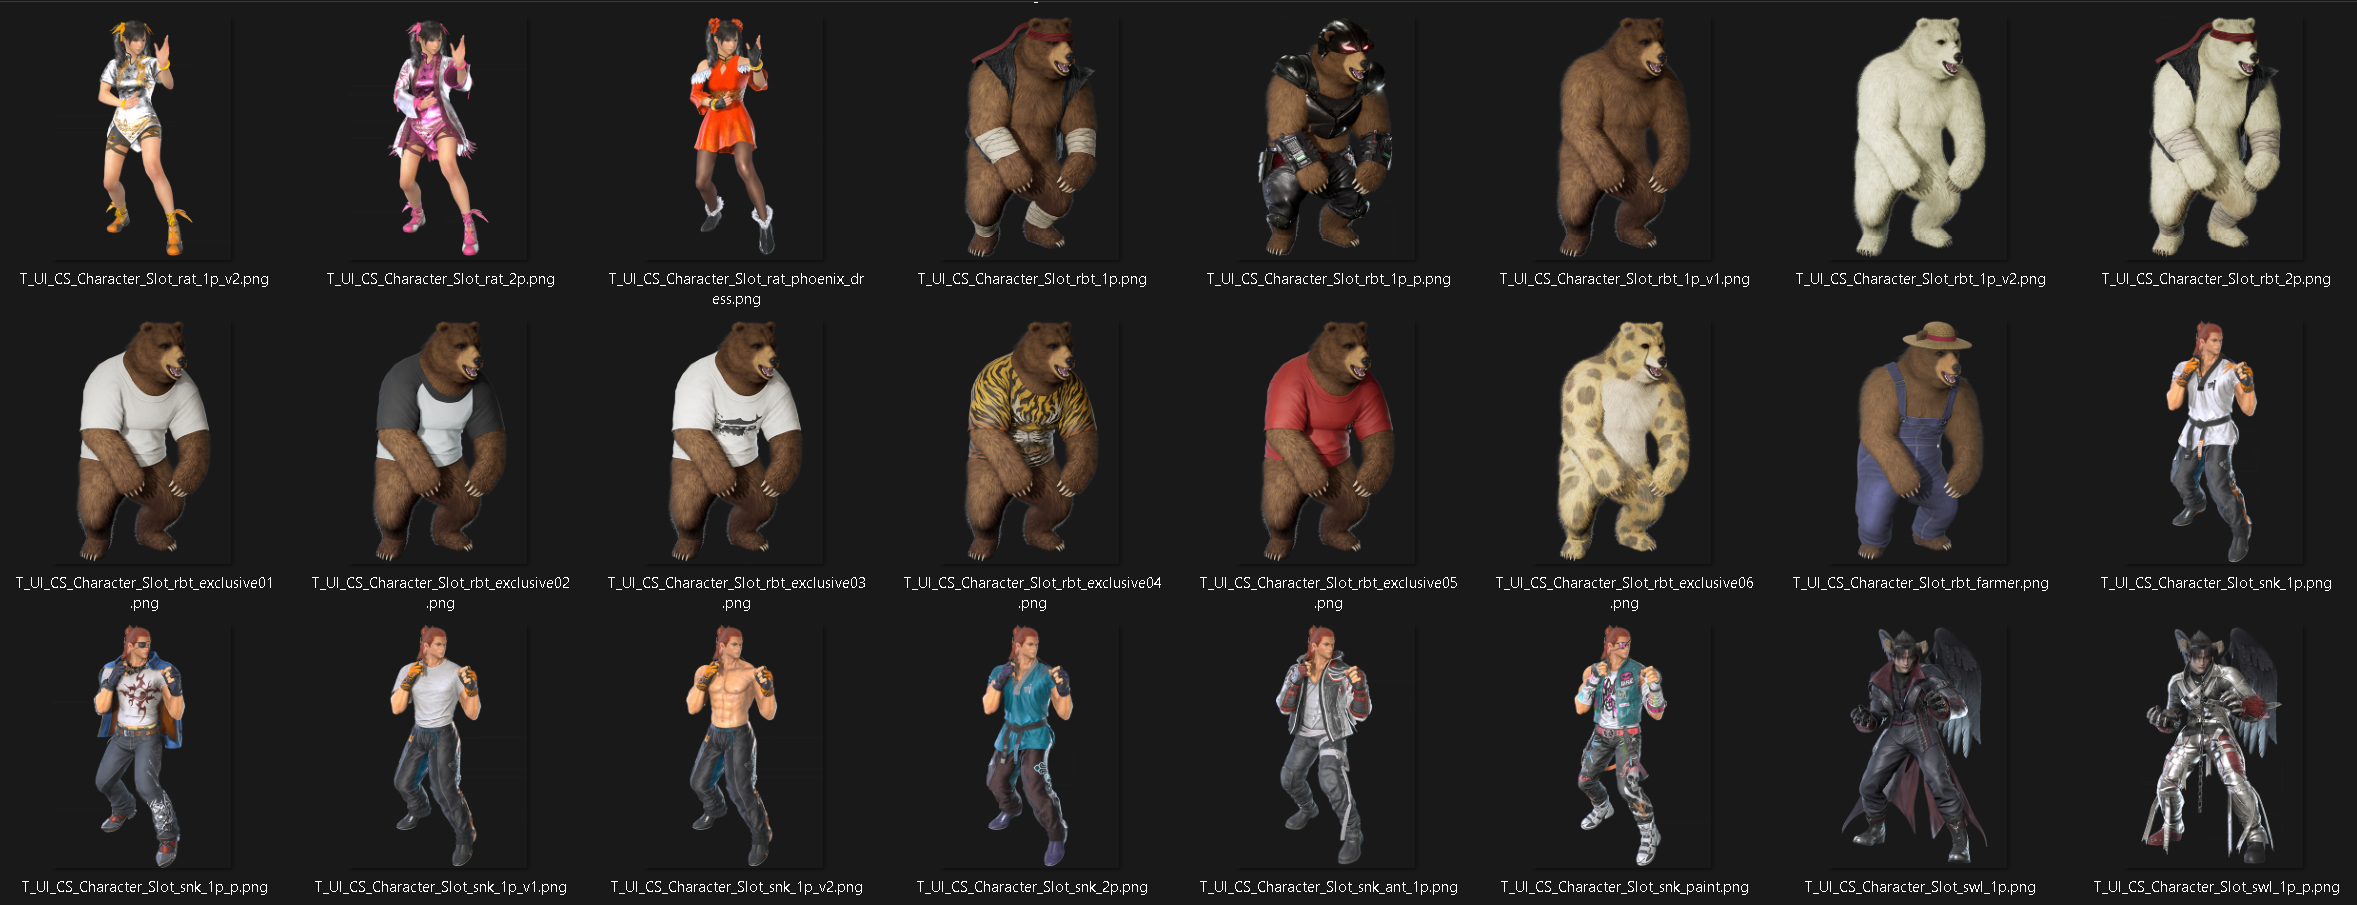 T_UI_CS_Character_Slot_rat_1p_v2.png
T_UI_CS_Character_Slot_rat_2p.png
T_UI_CS_Character_Slot_rat_phoenix_dr
ess.png
T_UI_CS_Character_Slot_rbt_1p.png
T_UI_CS_Character_Slot_rbt_1p_p.png
T_UI_CS_Character_Slot_rbt_1p_v1.png
T_UI_CS_Character_Slot_rbt_1p_v2.png
T_UI_CS_Character_Slot_rbt_2p.png
T_UI_CS_Character_Slot_rbt_exclusive01
.png
T_UI_CS_Character_Slot_rbt_exclusive02
.png
T_UI_CS_Character_Slot_rbt_exclusive03
.png
T_UI_CS_Character_Slot_rbt_exclusive04
.png
T_UI_CS_Character_Slot_rbt_exclusive05
.png
T_UI_CS_Character_Slot_rbt_exclusive06
.png
T_UI_CS_Character_Slot_rbt_farmer.png
T_UI_CS_Character_Slot_snk_1p.png
T_UI_CS_Character_Slot_snk_1p_p.png
T_UI_CS_Character_Slot_snk_1p_v1.png
T_UI_CS_Character_Slot_snk_1p_v2.png
T_UI_CS_Character_Slot_snk_2p.png
T_UI_CS_Character_Slot_snk_ant_1p.png
T_UI_CS_Character_Slot_snk_paint.png
T_UI_CS_Character_Slot_swl_1p.png
T_UI_CS_Character_Slot_swl_1p_p.png